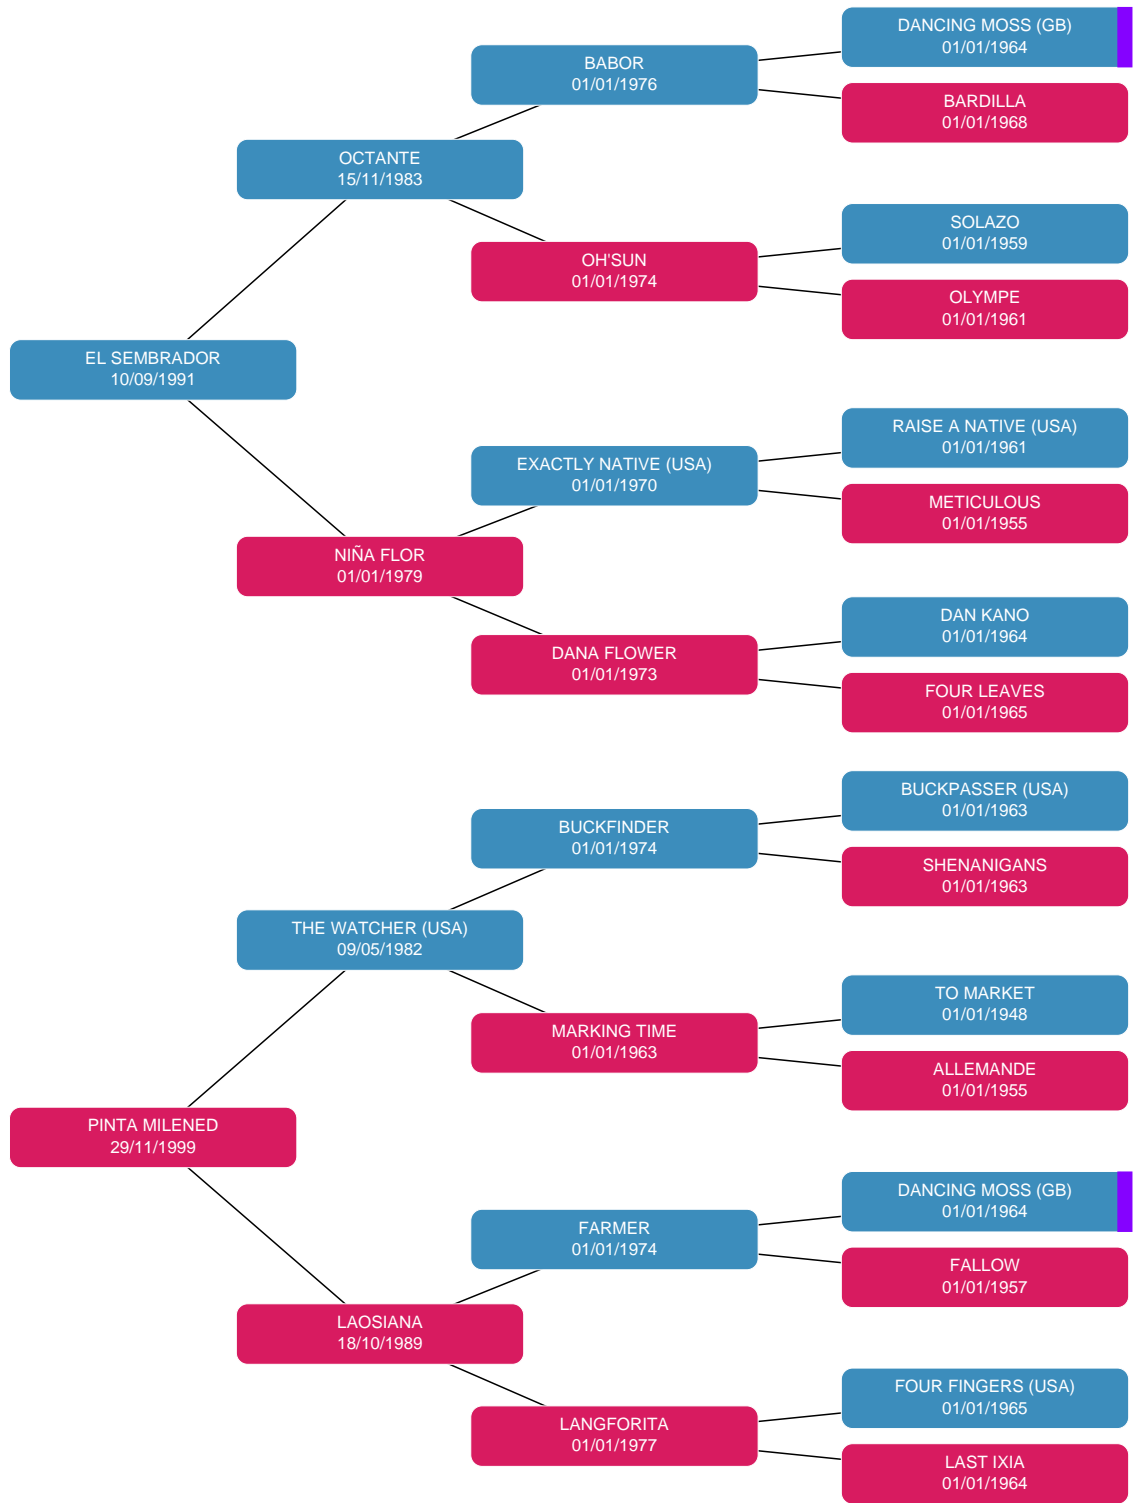 DANCING MOSS (GB)
01/01/1964
BABOR
01/01/1976
BARDILLA
01/01/1968
OCTANTE
15/11/1983
SOLAZO
01/01/1959
OH'SUN
01/01/1974
OLYMPE
01/01/1961
EL SEMBRADOR
10/09/1991
RAISE A NATIVE (USA)
01/01/1961
EXACTLY NATIVE (USA)
01/01/1970
METICULOUS
01/01/1955
NIÑA FLOR
01/01/1979
DAN KANO
01/01/1964
DANA FLOWER
01/01/1973
FOUR LEAVES
01/01/1965
BUCKPASSER (USA)
01/01/1963
BUCKFINDER
01/01/1974
SHENANIGANS
01/01/1963
THE WATCHER (USA)
09/05/1982
TO MARKET
01/01/1948
MARKING TIME
01/01/1963
ALLEMANDE
01/01/1955
PINTA MILENED
29/11/1999
DANCING MOSS (GB)
01/01/1964
FARMER
01/01/1974
FALLOW
01/01/1957
LAOSIANA
18/10/1989
FOUR FINGERS (USA)
01/01/1965
LANGFORITA
01/01/1977
LAST IXIA
01/01/1964